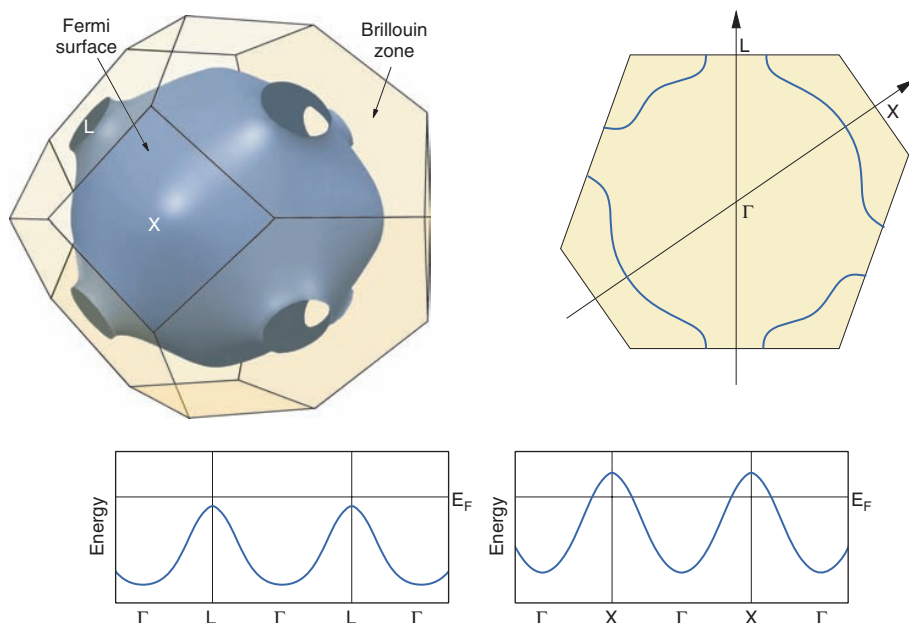 Fermi
surface
Brillouin
zone
L
X
L
X
Γ
Energy
E_F
Γ L Γ L Γ
Energy
E_F
Γ X Γ X Γ